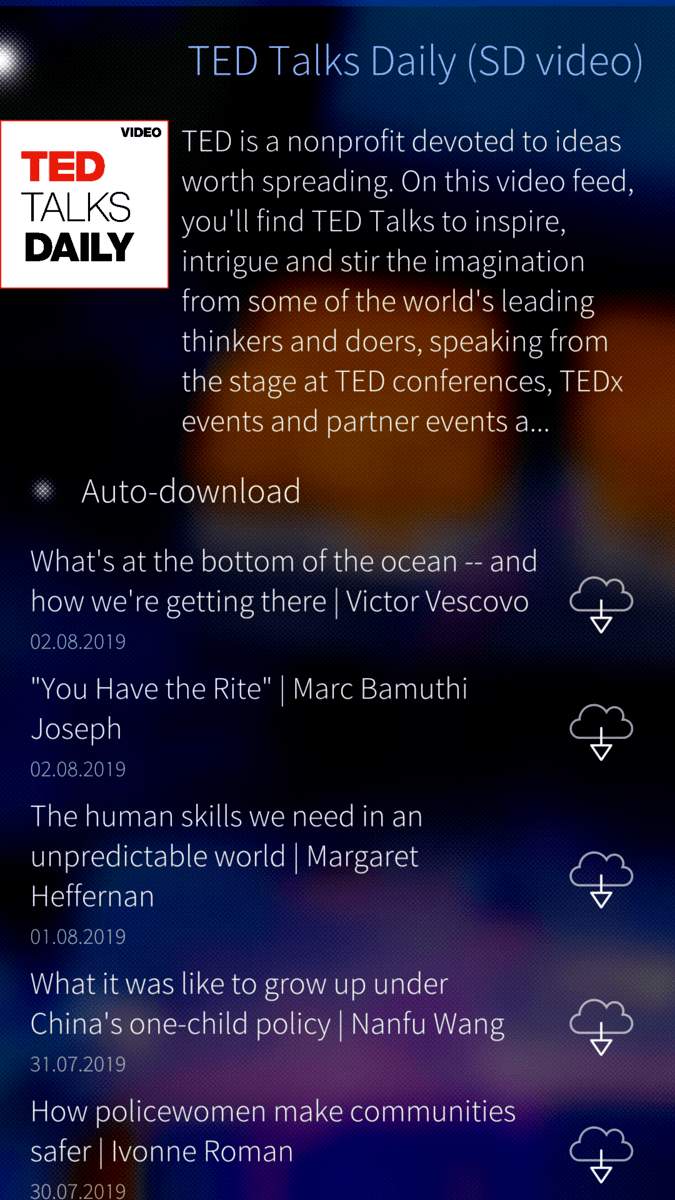 TED Talks Daily (SD video)
VIDEO
TED
TALKS
DAILY
TED is a nonprofit devoted to ideas
worth spreading. On this video feed,
you'll find TED Talks to inspire,
intrigue and stir the imagination
from some of the world's leading
thinkers and doers, speaking from
the stage at TED conferences, TEDx
events and partner events a...
Auto-download
What's at the bottom of the ocean -- and
how we're getting there | Victor Vescovo
02.08.2019
"You Have the Rite" | Marc Bamuthi
Joseph
02.08.2019
The human skills we need in an
unpredictable world | Margaret
Heffernan
01.08.2019
What it was like to grow up under
China's one-child policy | Nanfu Wang
31.07.2019
How policewomen make communities
safer | Ivonne Roman
30.07.2019